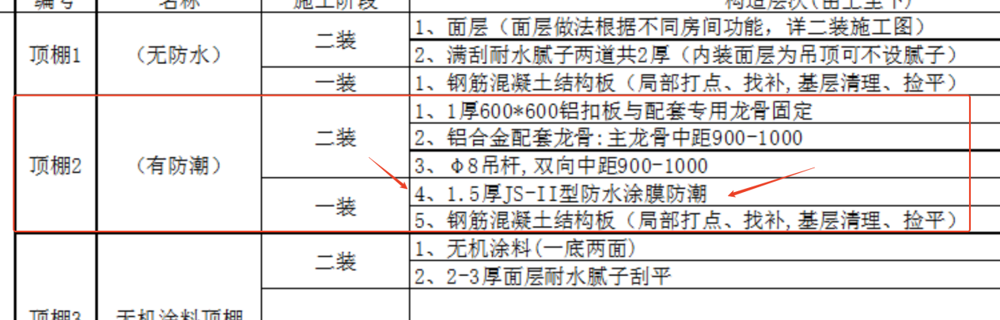 编号 名称 施工阶段 构造层次(由上至下)
顶棚1 （无防水） 二装 1、面层（面层做法根据不同房间功能，详二装施工图）
2、满刮耐水腻子两道共2厚（内装面层为吊顶可不设腻子）
一装 1、钢筋混凝土结构板（局部打点、找补,基层清理、捡平）
顶棚2 （有防潮） 二装 1、1厚600*600铝扣板与配套专用龙骨固定
2、铝合金配套龙骨:主龙骨中距900-1000
3、Φ8吊杆,双向中距900-1000
一装 4、1.5厚JS-II型防水涂膜防潮
5、钢筋混凝土结构板（局部打点、找补,基层清理、捡平）
顶棚3 无机涂料顶棚 二装 1、无机涂料(一底两面)
2、2-3厚面层耐水腻子刮平